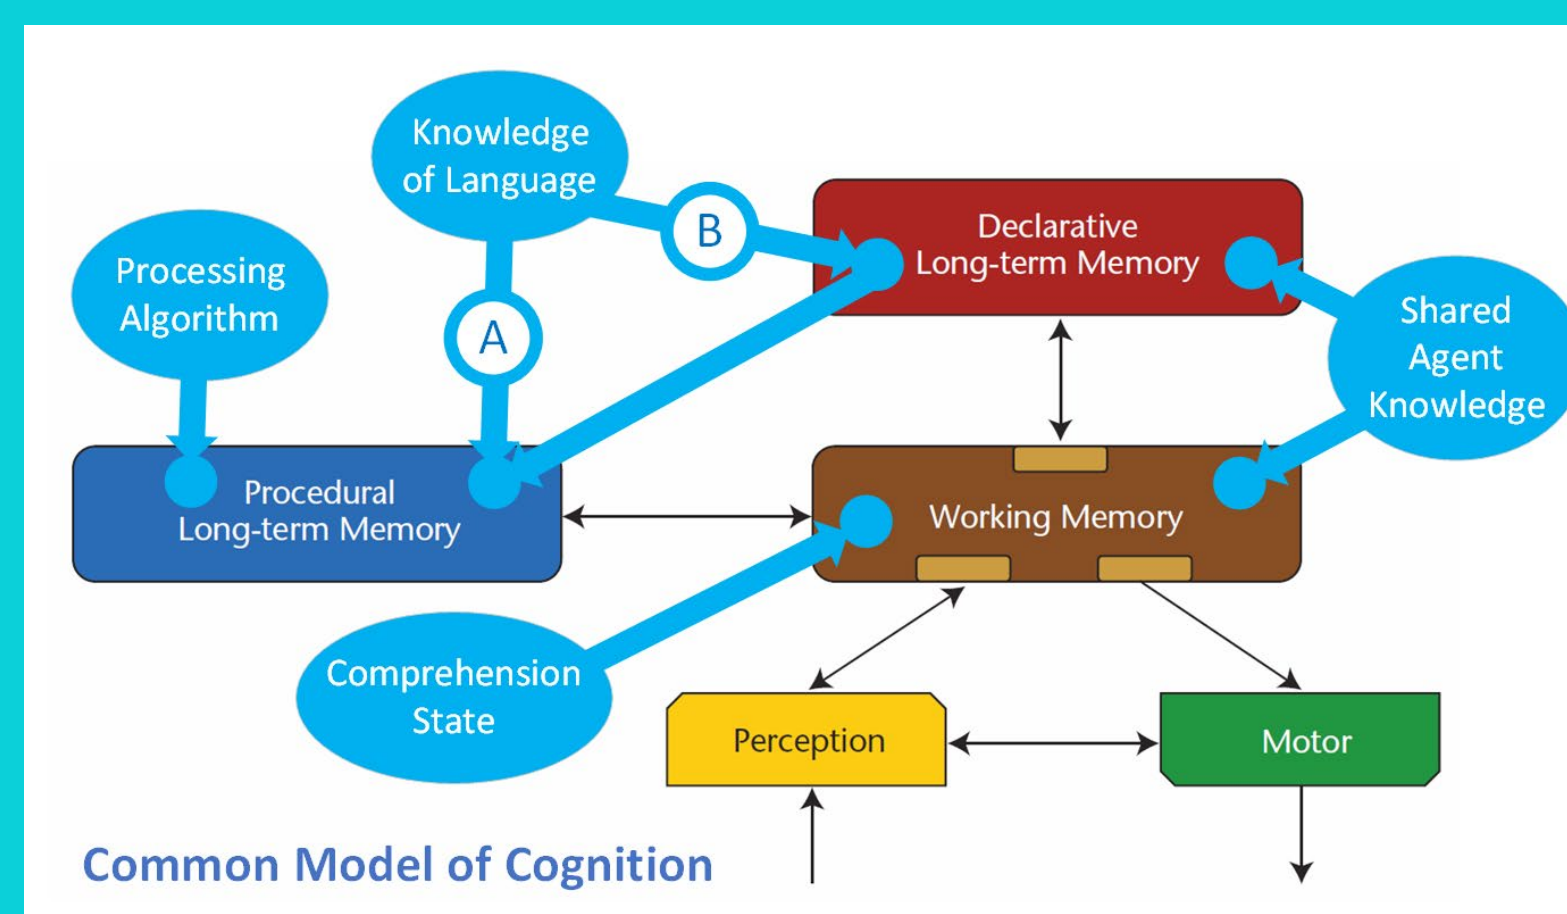 Knowledge
of Language
B
Declarative
Long-term Memory
Processing
Algorithm
A
Shared
Agent
Knowledge
Procedural
Long-term Memory
Working Memory
Comprehension
State
Perception
Motor
Common Model of Cognition